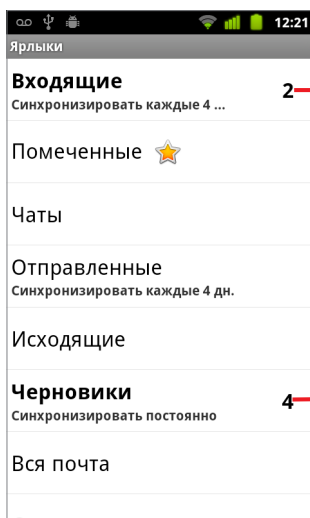 12:21
Ярлыки
Входящие
2
Синхронизировать каждые 4 ...
Помеченные
Чаты
Отправленные
Синхронизировать каждые 4 дн.
Исходящие
Черновики
4
Синхронизировать постоянно
Вся почта